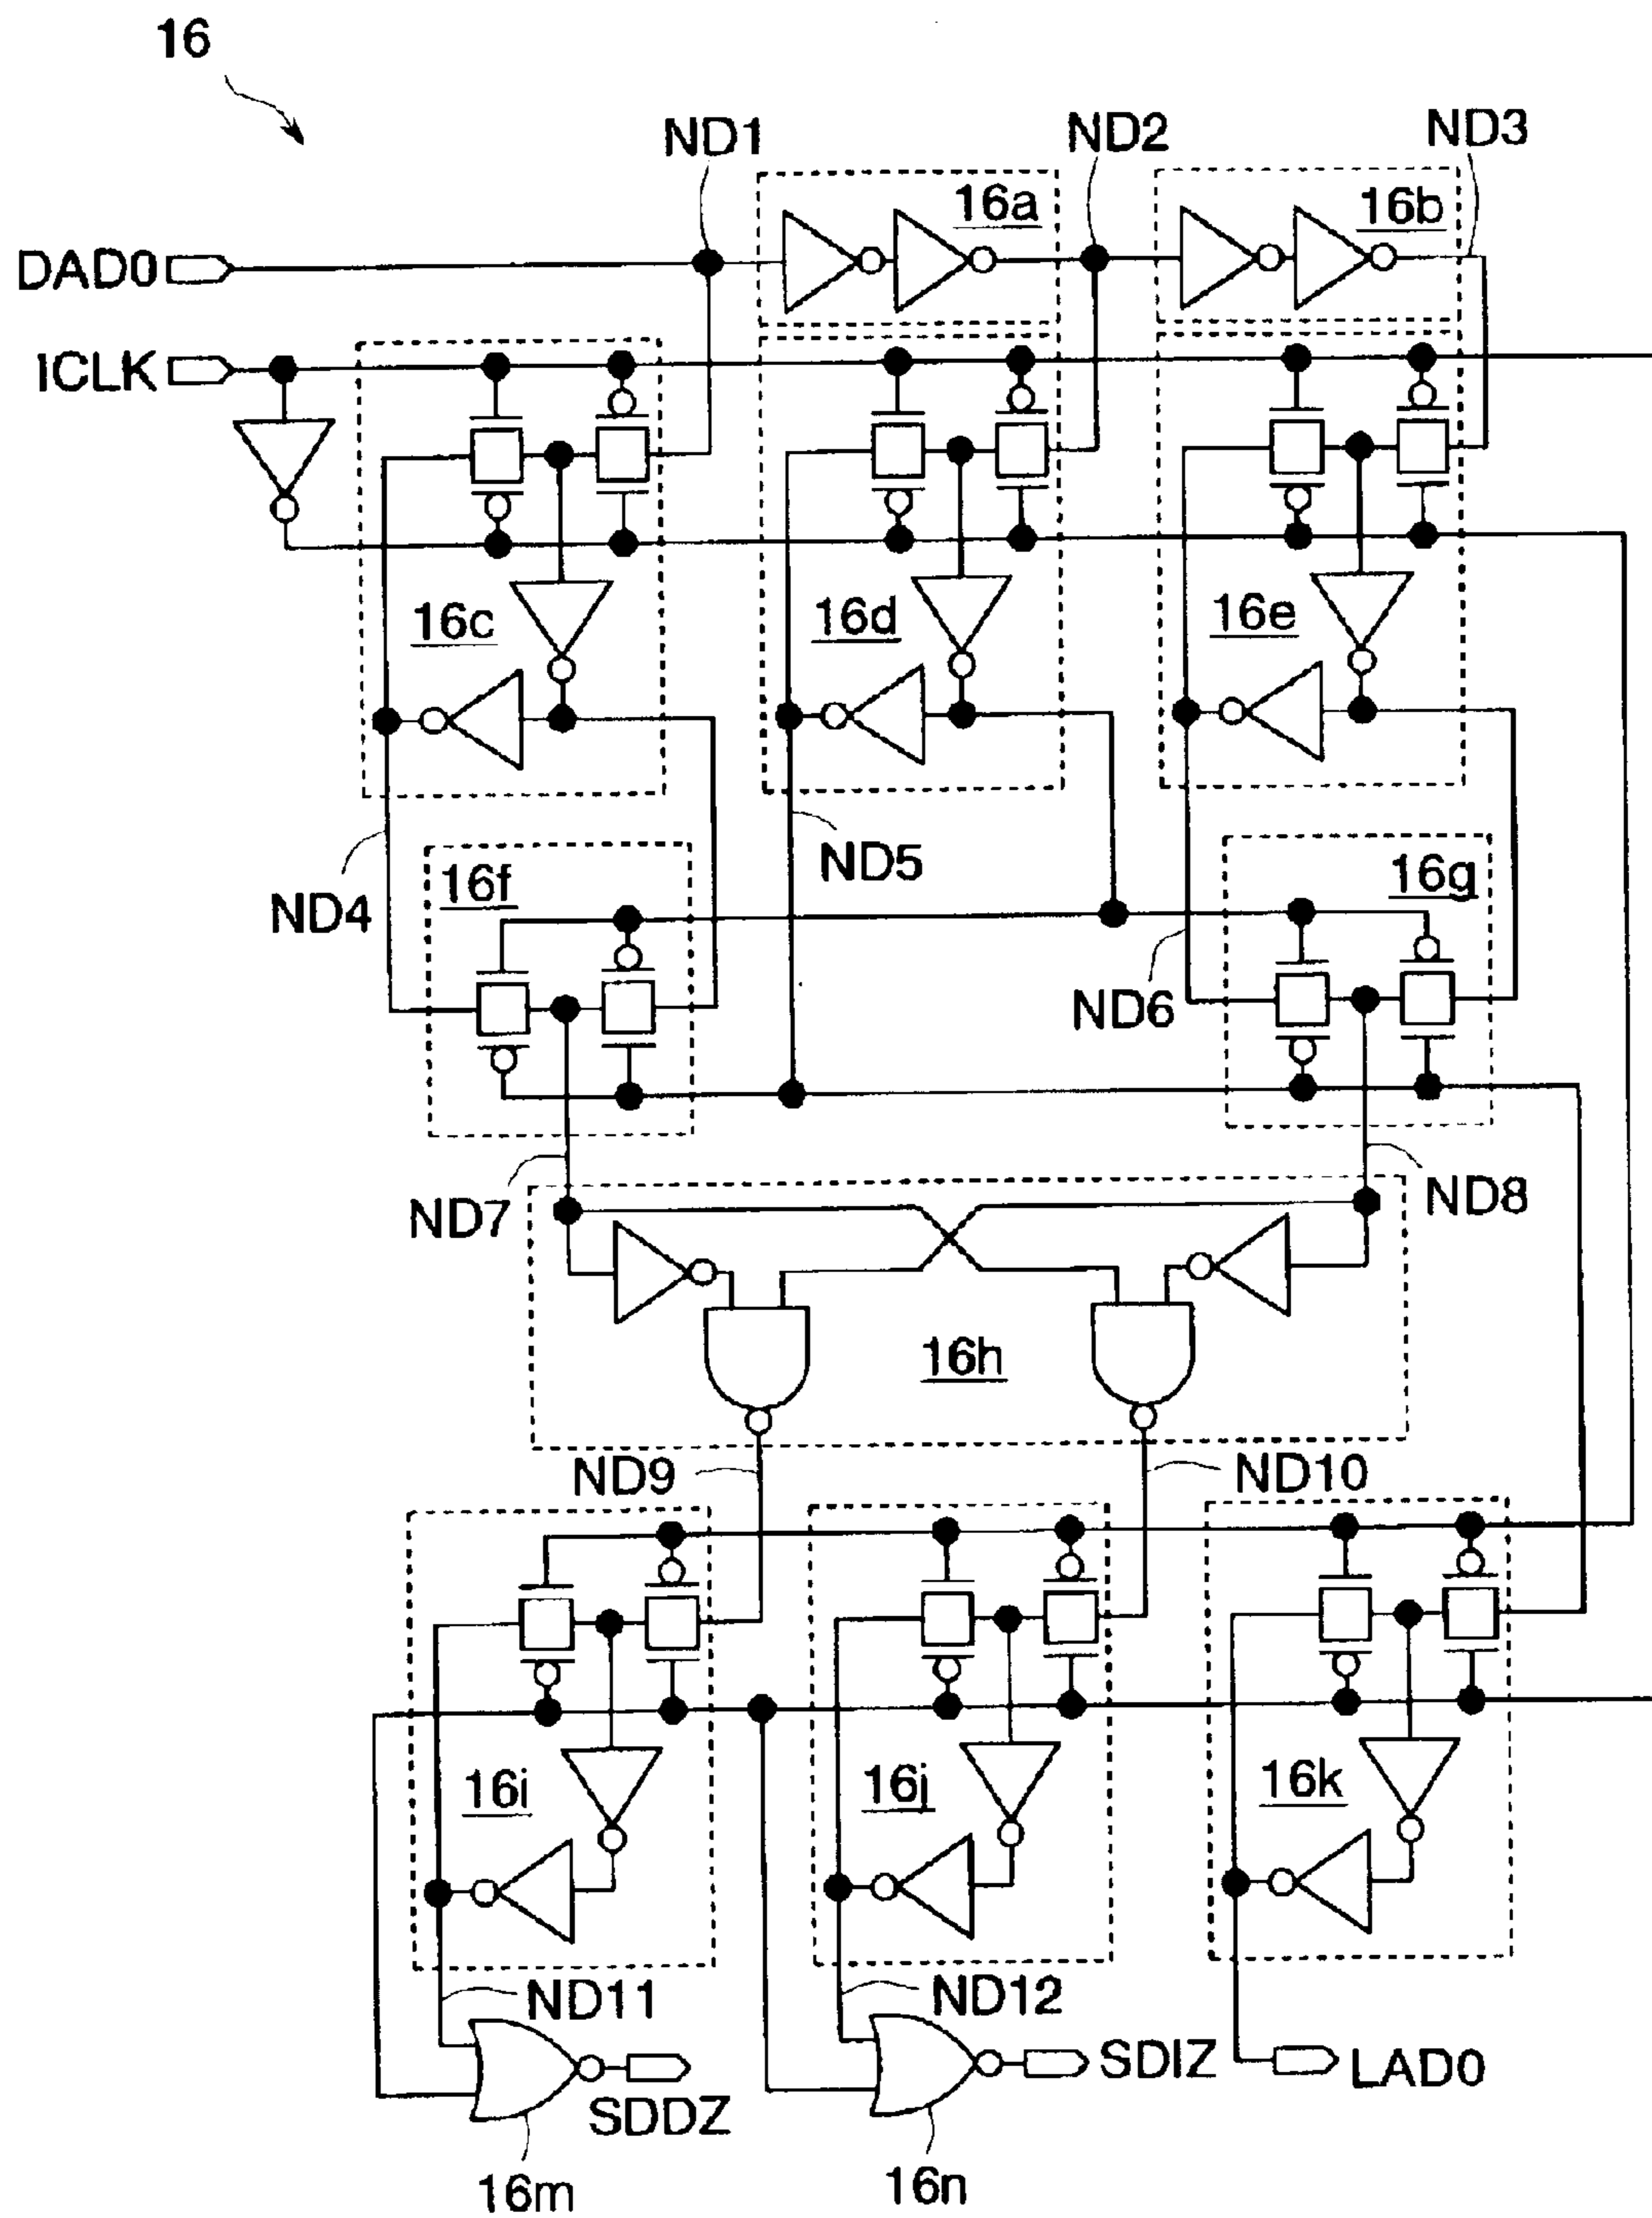 16
ND1
ND2
ND3
16a
16b
DAD0
ICLK
16c
16d
16e
ND4
16f
ND5
16g
ND6
ND7
ND8
16h
ND9
ND10
16i
16j
16k
ND11
ND12
SDDZ
SDIZ
LAD0
16m
16n